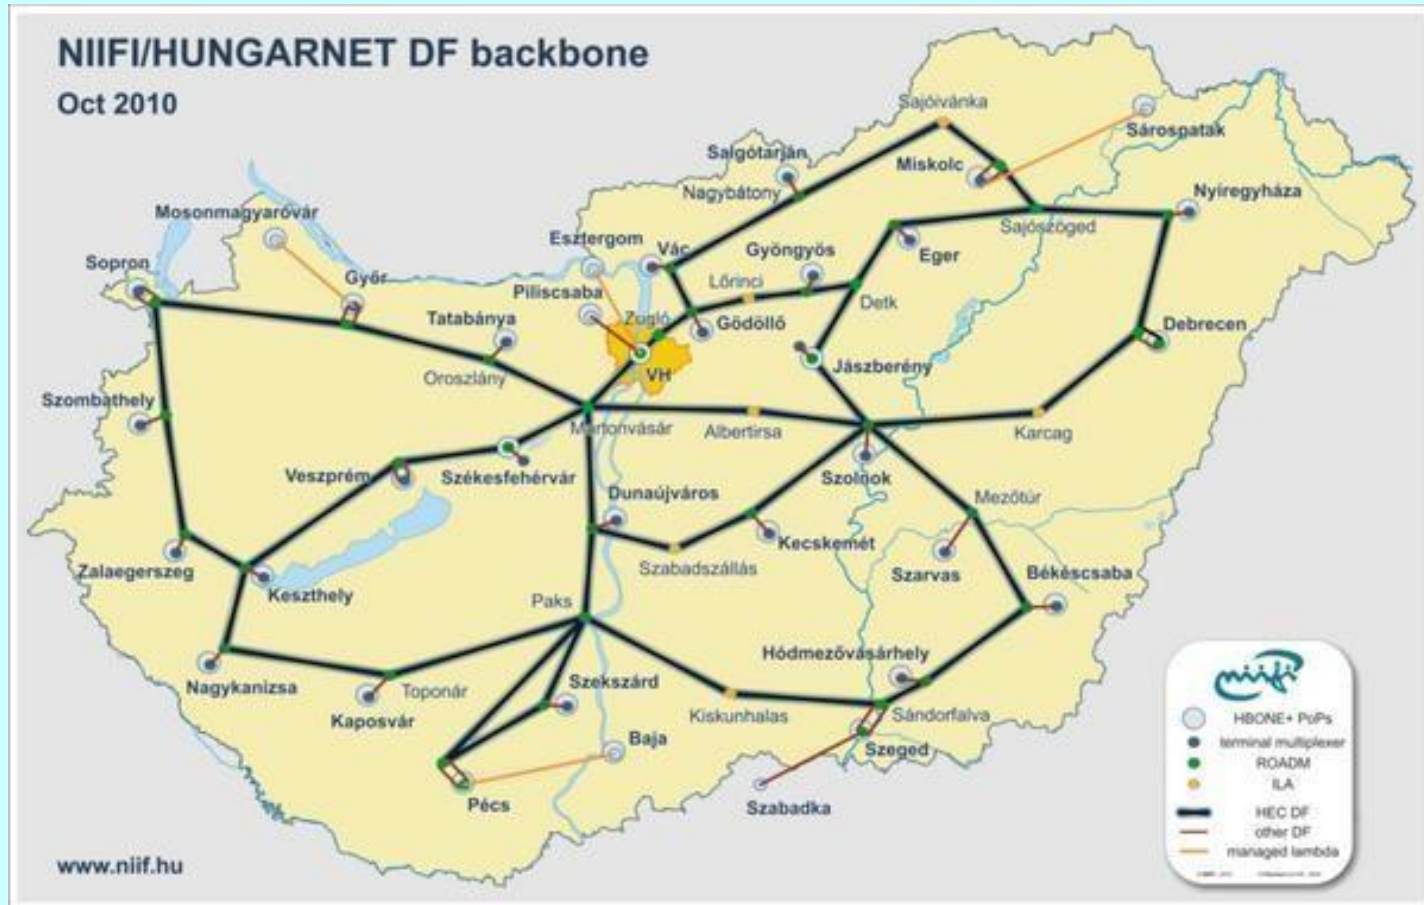 NIIFI/HUNGARNET DF backbone
Oct 2010
Sajóivánka
Sárospatak
Salgótarján
Miskolc
Nagybátony
Nyíregyháza
Mosonmagyaróvár
Sajószöged
Esztergom
Vác
Gyöngyös
Eger
Sopron
Győr
Lőrinci
Piliscsaba
Detk
Tatabánya
Zugló
Gödöllő
Debrecen
Jászberény
Oroszlány
VH
Szombathely
Martonvásár
Albertirsa
Karcag
Veszprém
Székesfehérvár
Szolnok
Dunaújváros
Mezőtúr
Kecskemét
Szabadszállás
Szarvas
Zalaegerszeg
Békéscsaba
Keszthely
Paks
Hódmezővásárhely
Nagykanizsa
Toponár
Szekszárd
Kaposvár
Kiskunhalas
Sándorfalva
Baja
Szeged
Pécs
Szabadka
niifi
HBONE+ PoPs
terminal multiplexer
ROADM
ILA
HEC DF
other DF
managed lambda
www.niif.hu